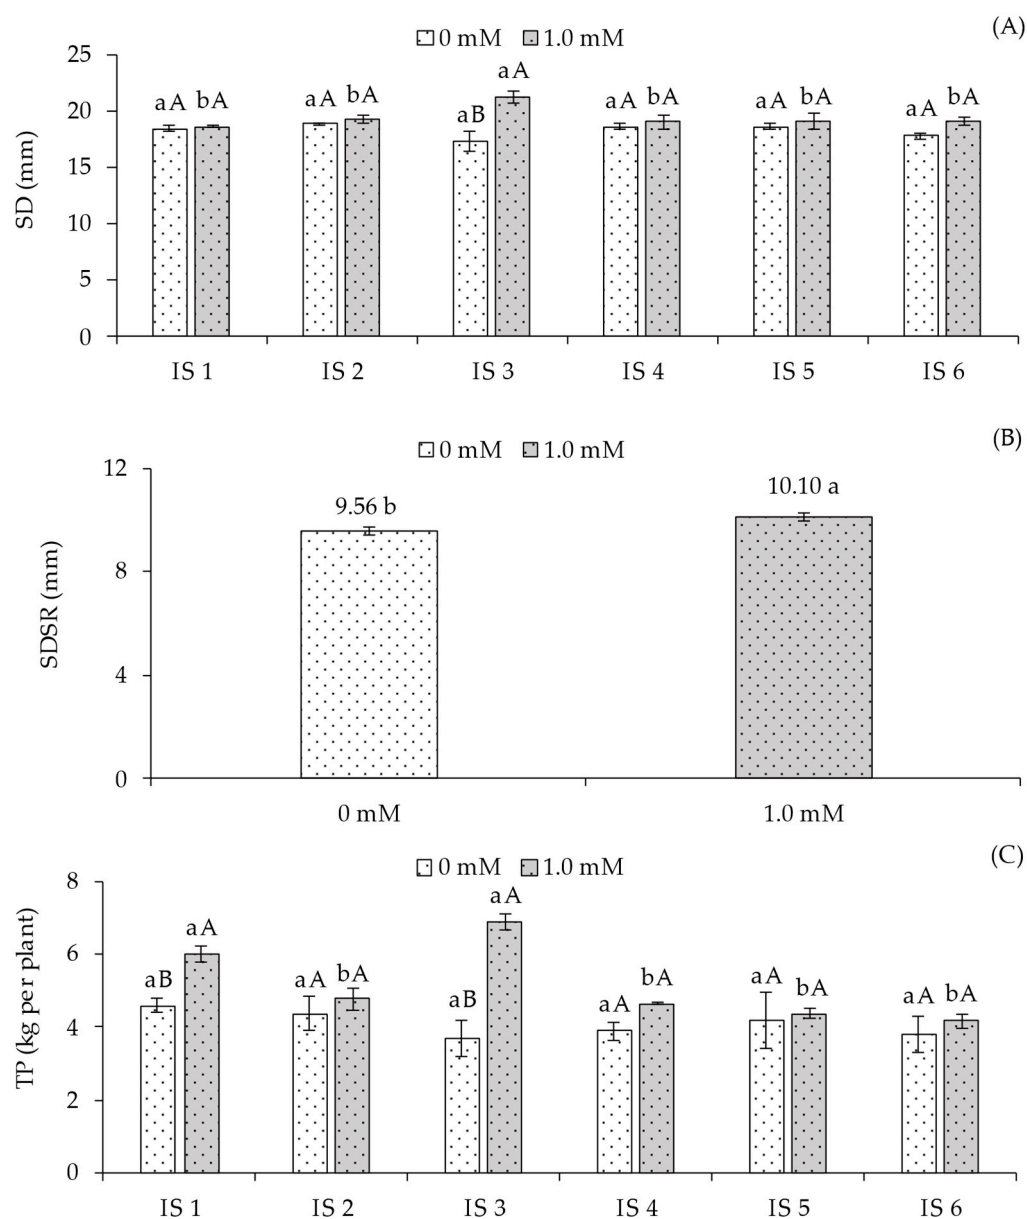 (A)
0 mM 1.0 mM
25
20
15
10
5
0
SD (mm)
aA bA aA bA aB aA aA bA aA bA aA bA
IS 1 IS 2 IS 3 IS 4 IS 5 IS 6
(B)
0 mM 1.0 mM
12
8
4
0
SDSR (mm)
9.56 b 10.10 a
0 mM 1.0 mM
(C)
0 mM 1.0 mM
8
6
4
2
0
TP (kg per plant)
aB aA aA bA aB aA aA bA aA bA aA bA
IS 1 IS 2 IS 3 IS 4 IS 5 IS 6